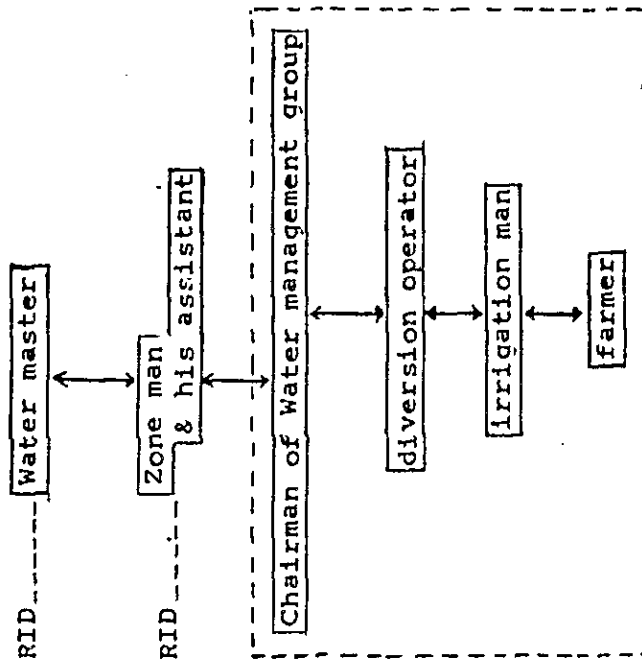 RID
Water master
RID
Zone man
& his assistant
Chairman of Water management group
diversion operator
irrigation man
farmer